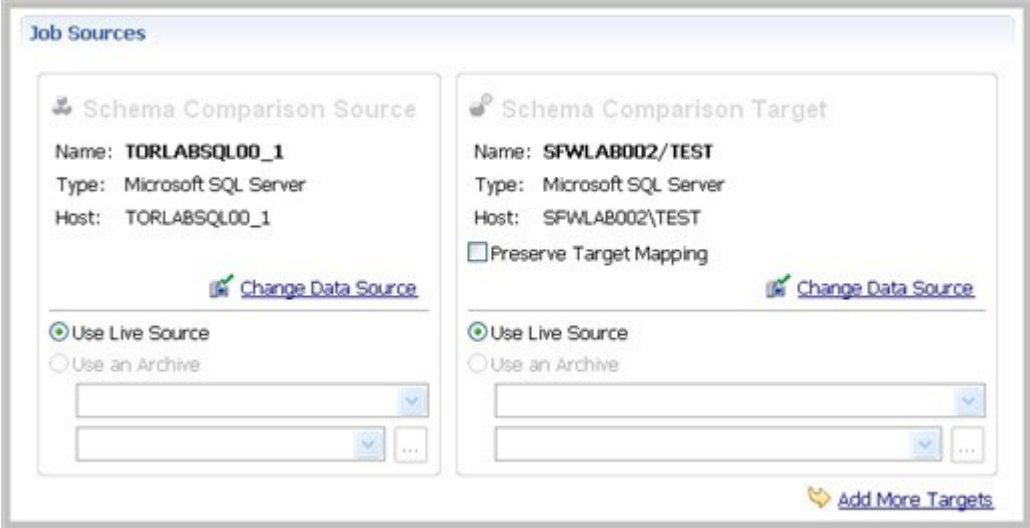 Job Sources
Schema Comparison Source
Name: TORLABSQL00_1
Type: Microsoft SQL Server
Host: TORLABSQL00_1
Change Data Source
Use Live Source
Use an Archive
...
Schema Comparison Target
Name: SFWLAB002/TEST
Type: Microsoft SQL Server
Host: SFWLAB002\TEST
Preserve Target Mapping
Change Data Source
Use Live Source
Use an Archive
...
Add More Targets